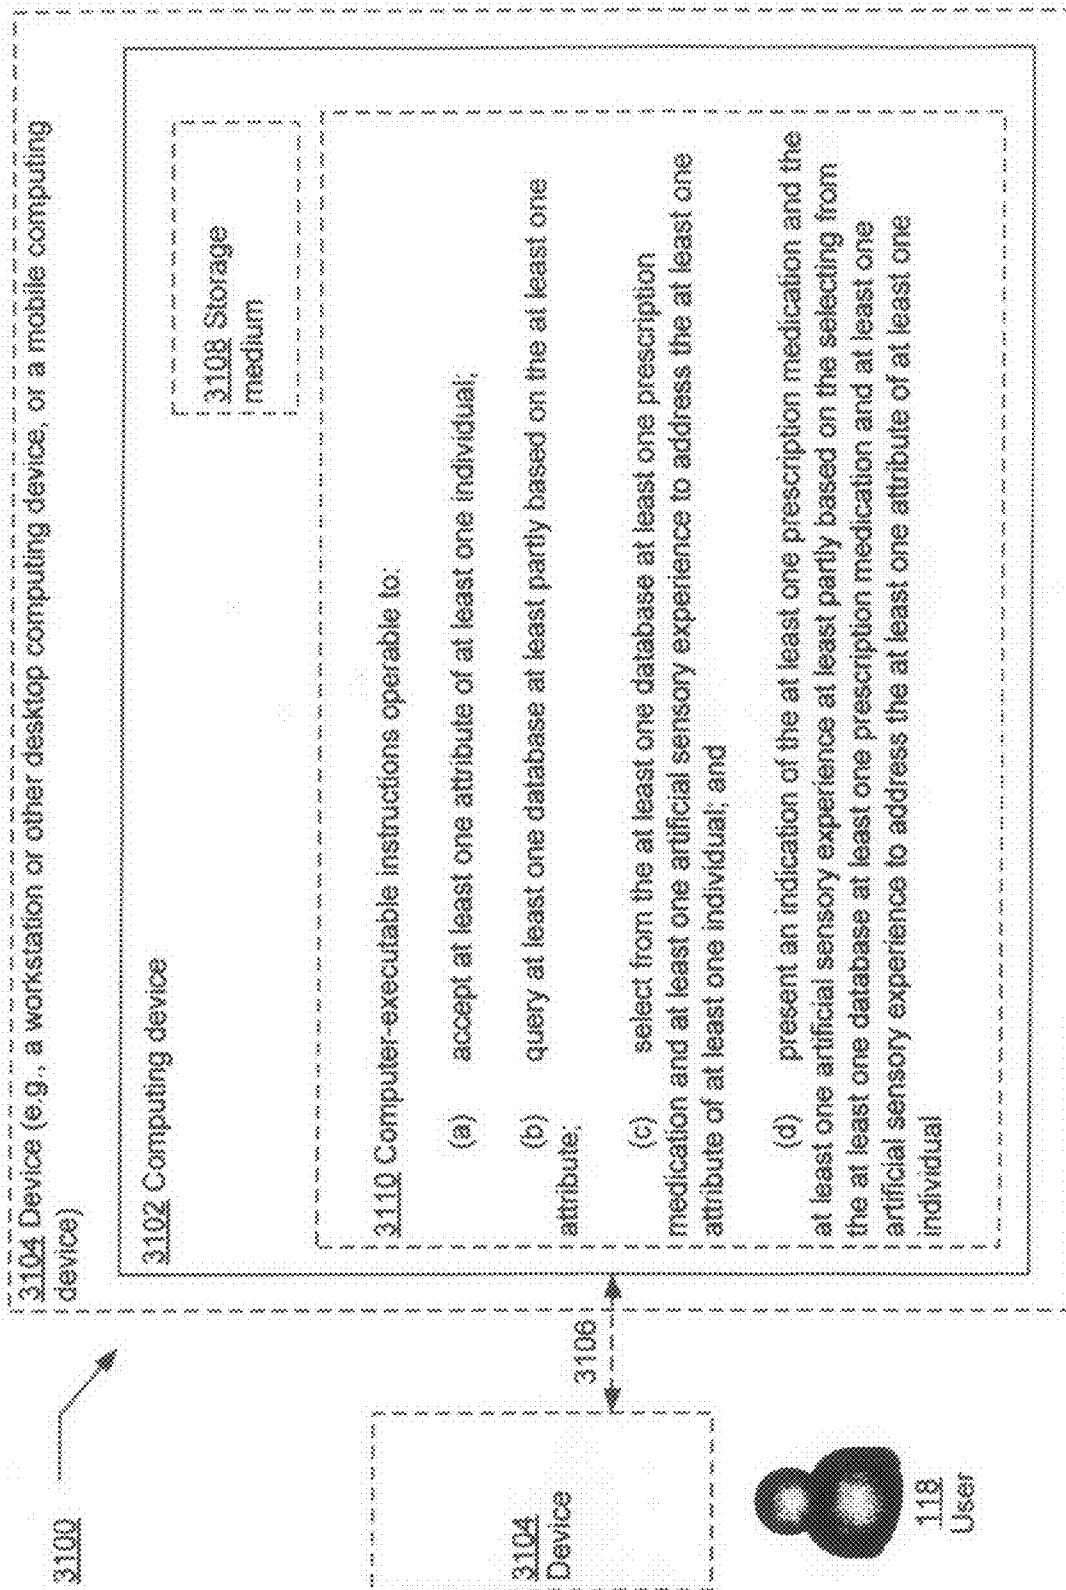 3100
3104 Device (e.g., a workstation or other desktop computing device, or a mobile computing
device)
3102 Computing device
3108 Storage
medium
3110 Computer-executable instructions operable to:
(a) accept at least one attribute of at least one individual;
(b) query at least one database at least partly based on the at least one
attribute;
(c) select from the at least one database at least one prescription
medication and at least one artificial sensory experience to address the at least one
attribute of at least one individual; and
(d) present an indication of the at least one prescription medication and the
at least one artificial sensory experience at least partly based on the selecting from
the at least one database at least one prescription medication and at least one
artificial sensory experience to address the at least one attribute of at least one
individual
3106
3104
Device
118
User